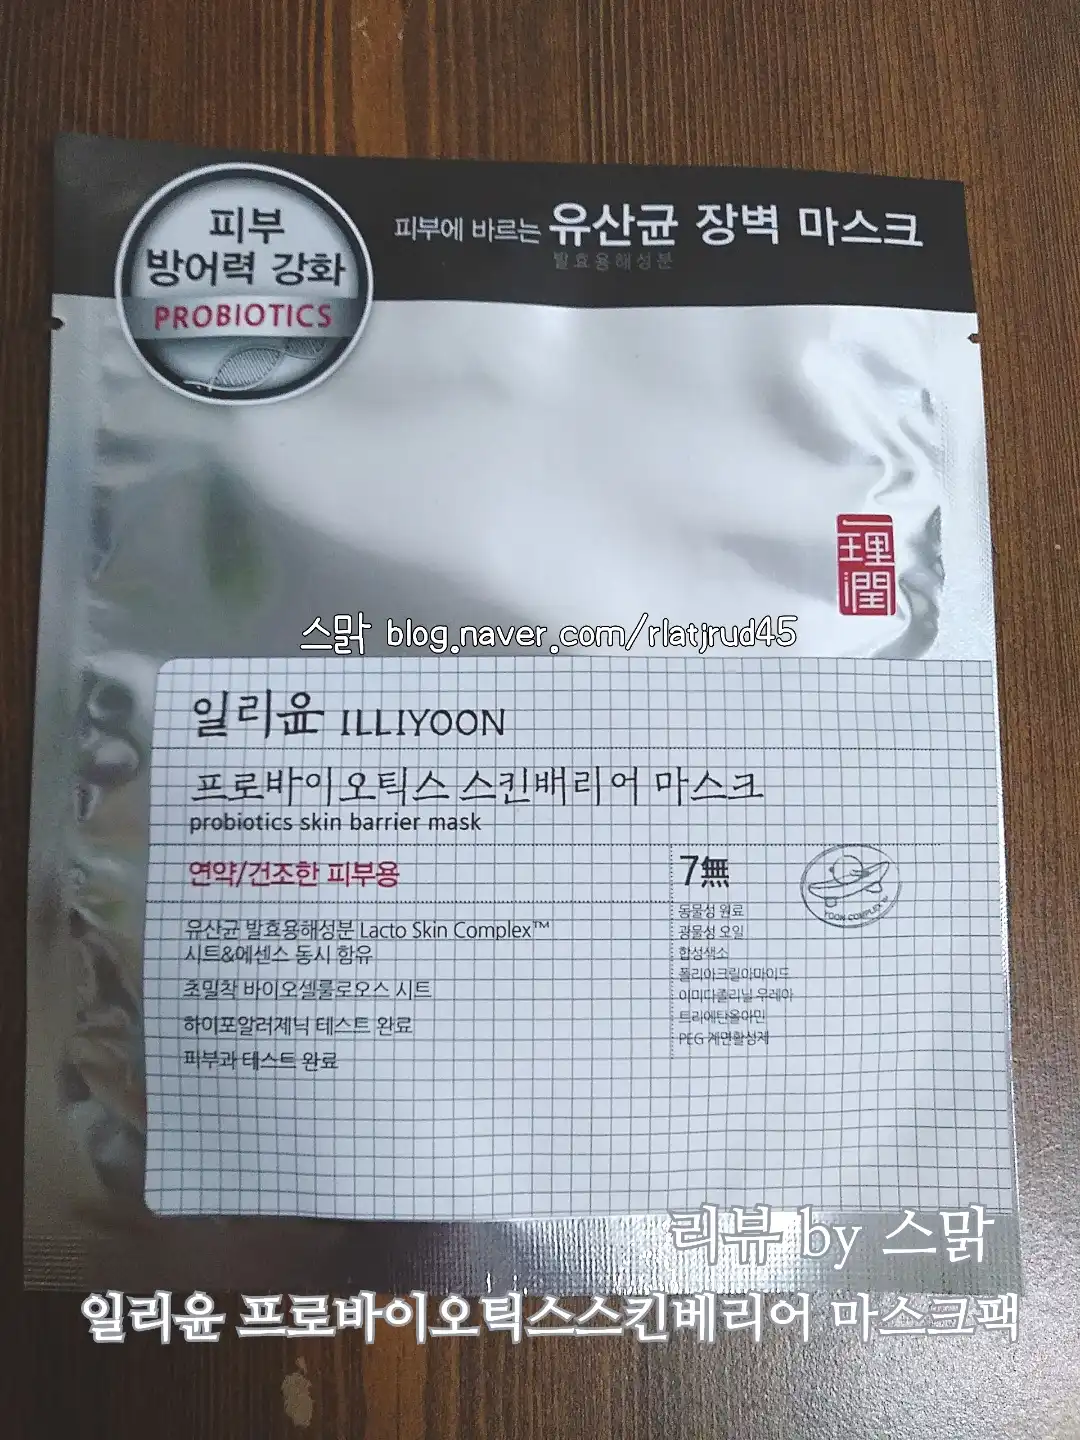 피부
방어력 강화
PROBIOTICS
피부에 바르는 유산균 장벽 마스크
발효용해성분
一理潤
스맑 blog.naver.com/rlatjrud45
일리윤 ILLIYOON
프로바이오틱스 스킨배리어 마스크
probiotics skin barrier mask
연약/건조한 피부용
유산균 발효용해성분 Lacto Skin Complex™
시트&에센스 동시 함유
초밀착 바이오셀룰로오스 시트
하이포알러제닉 테스트 완료
피부과 테스트 완료
7無
동물성 원료
광물성 오일
합성색소
폴리아크릴아마이드
이미다졸리닐 우레아
트리에탄올아민
PEG 계면활성제
YOON COMPLEX
리뷰 by 스맑
일리윤 프로바이오틱스스킨베리어 마스크팩